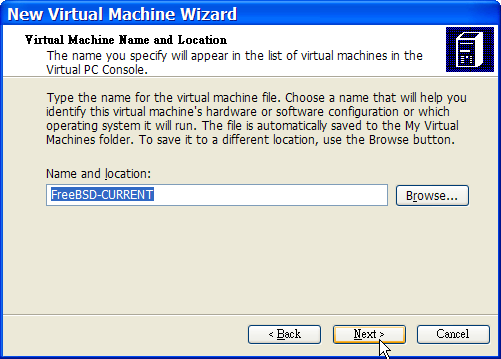 New Virtual Machine Wizard
Virtual Machine Name and Location
The name you specify will appear in the list of virtual machines in the
Virtual PC Console.
Type the name for the virtual machine file. Choose a name that will help you
identify this virtual machine's hardware or software configuration or which
operating system it will run. The file is automatically saved to the My Virtual
Machines folder. To save it to a different location, use the Browse button.
Name and location:
FreeBSD-CURRENT
Browse...
< Back
Next >
Cancel